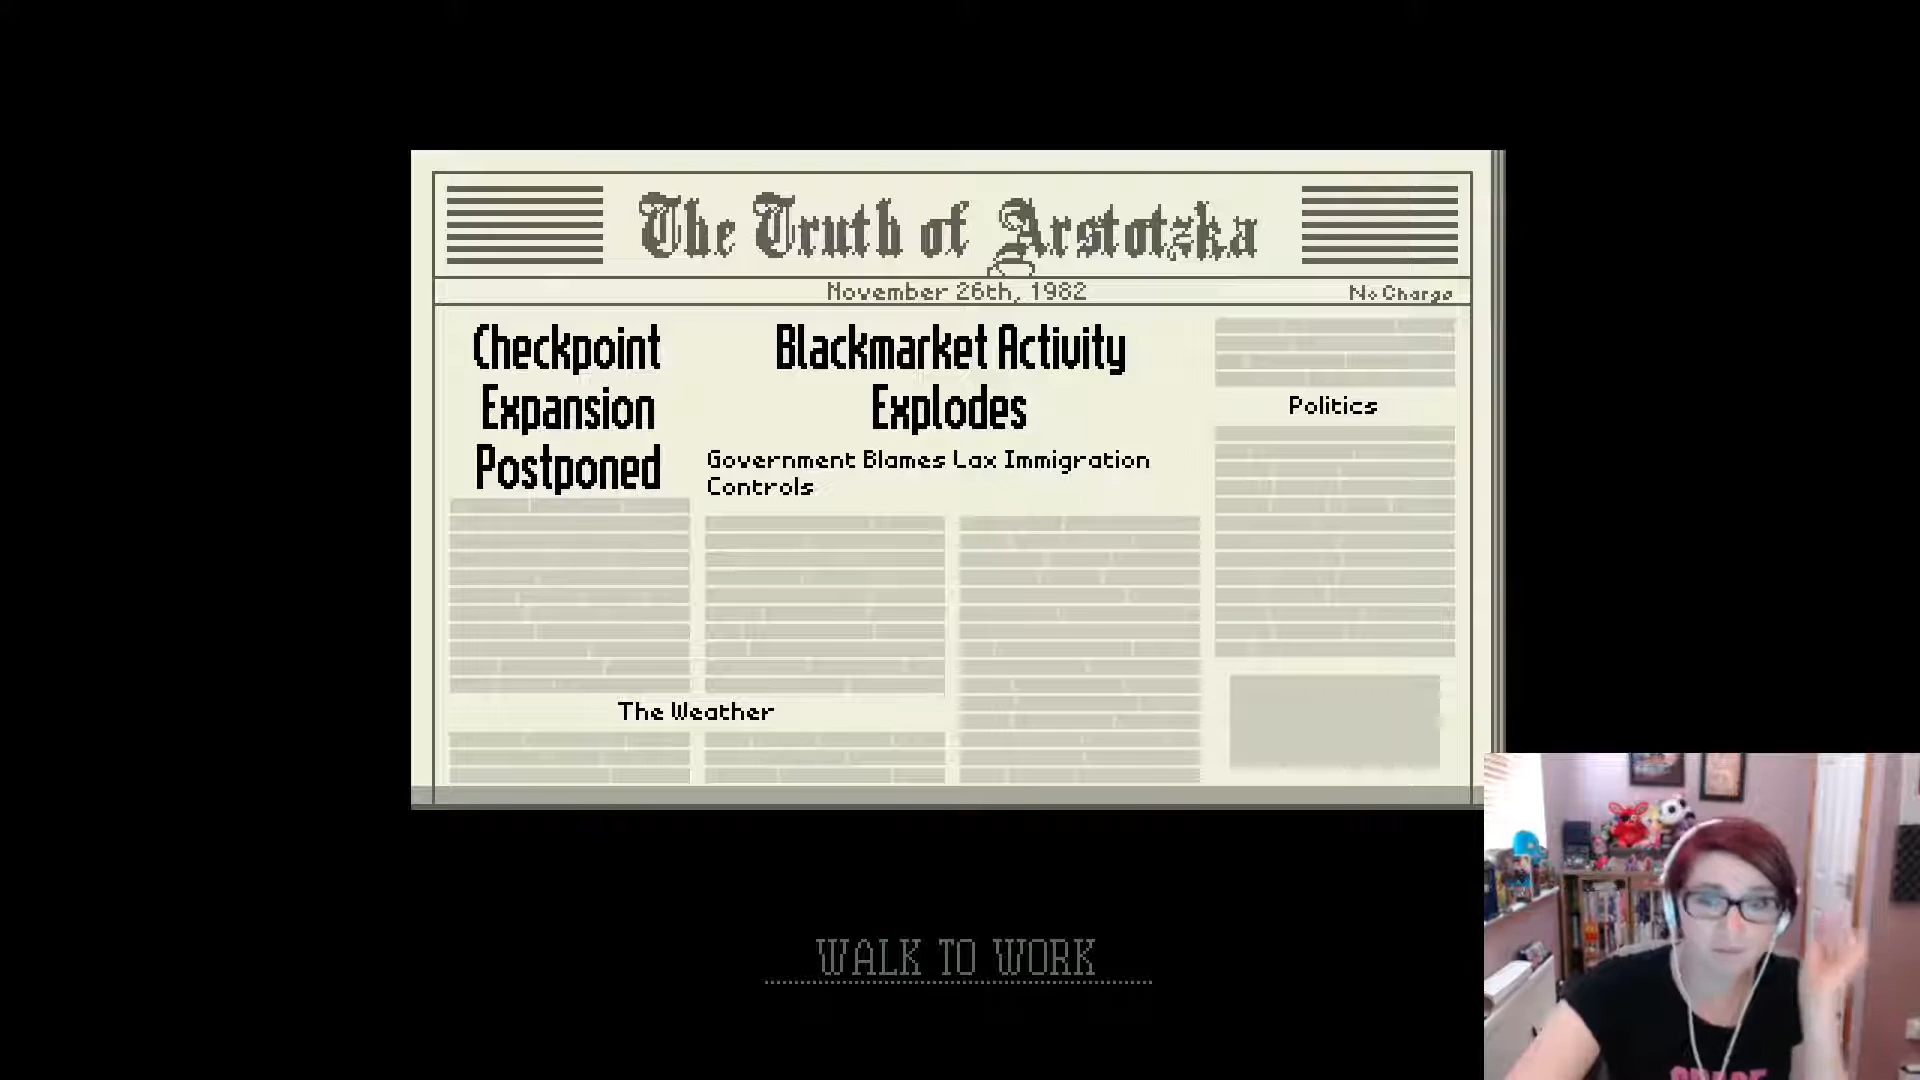 The Truth of Arstotzka
November 26th, 1982
No Charge
Checkpoint
Expansion
Postponed
Blackmarket Activity
Explodes
Government Blames Lax Immigration
Controls
Politics
The Weather
WALK TO WORK